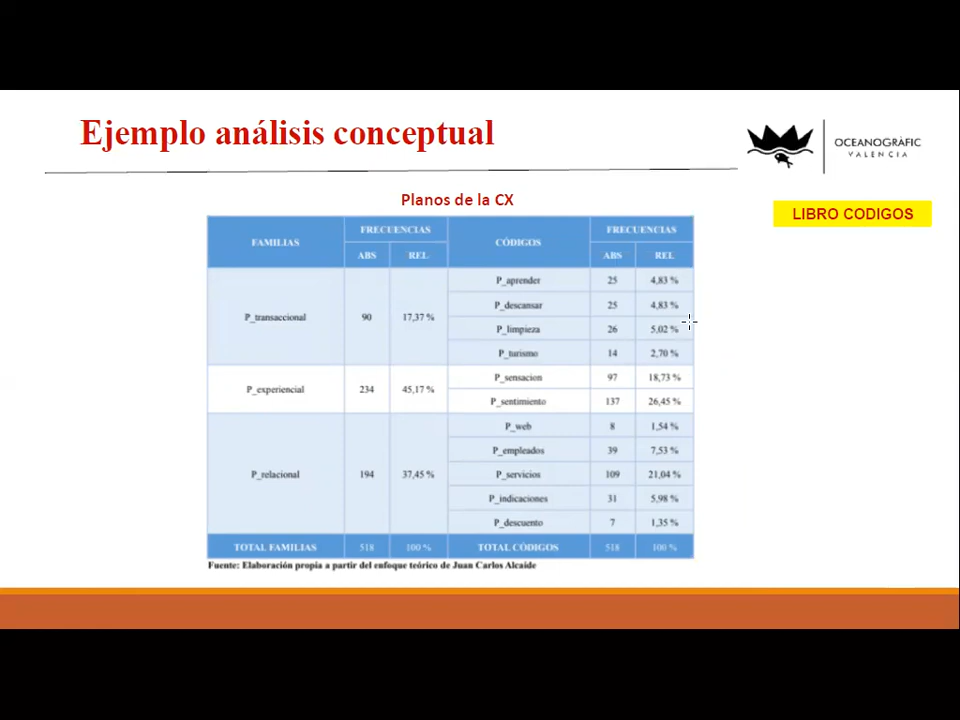 Ejemplo análisis conceptual
OCEANOGRÀFIC
VALENCIA
Planos de la CX
LIBRO CODIGOS
FAMILIAS FRECUENCIAS CÓDIGOS FRECUENCIAS
ABS REL ABS REL
P_transaccional 90 17,37 % P_aprender 25 4,83 %
P_descansar 25 4,83 %
P_limpieza 26 5,02 %
P_turismo 14 2,70 %
P_experiencial 234 45,17 % P_sensacion 97 18,73 %
P_sentimiento 137 26,45 %
P_relacional 194 37,45 % P_web 8 1,54 %
P_empleados 39 7,53 %
P_servicios 109 21,04 %
P_indicaciones 31 5,98 %
P_descuento 7 1,35 %
TOTAL FAMILIAS 518 100 % TOTAL CÓDIGOS 518 100 %
Fuente: Elaboración propia a partir del enfoque teórico de Juan Carlos Alcaide